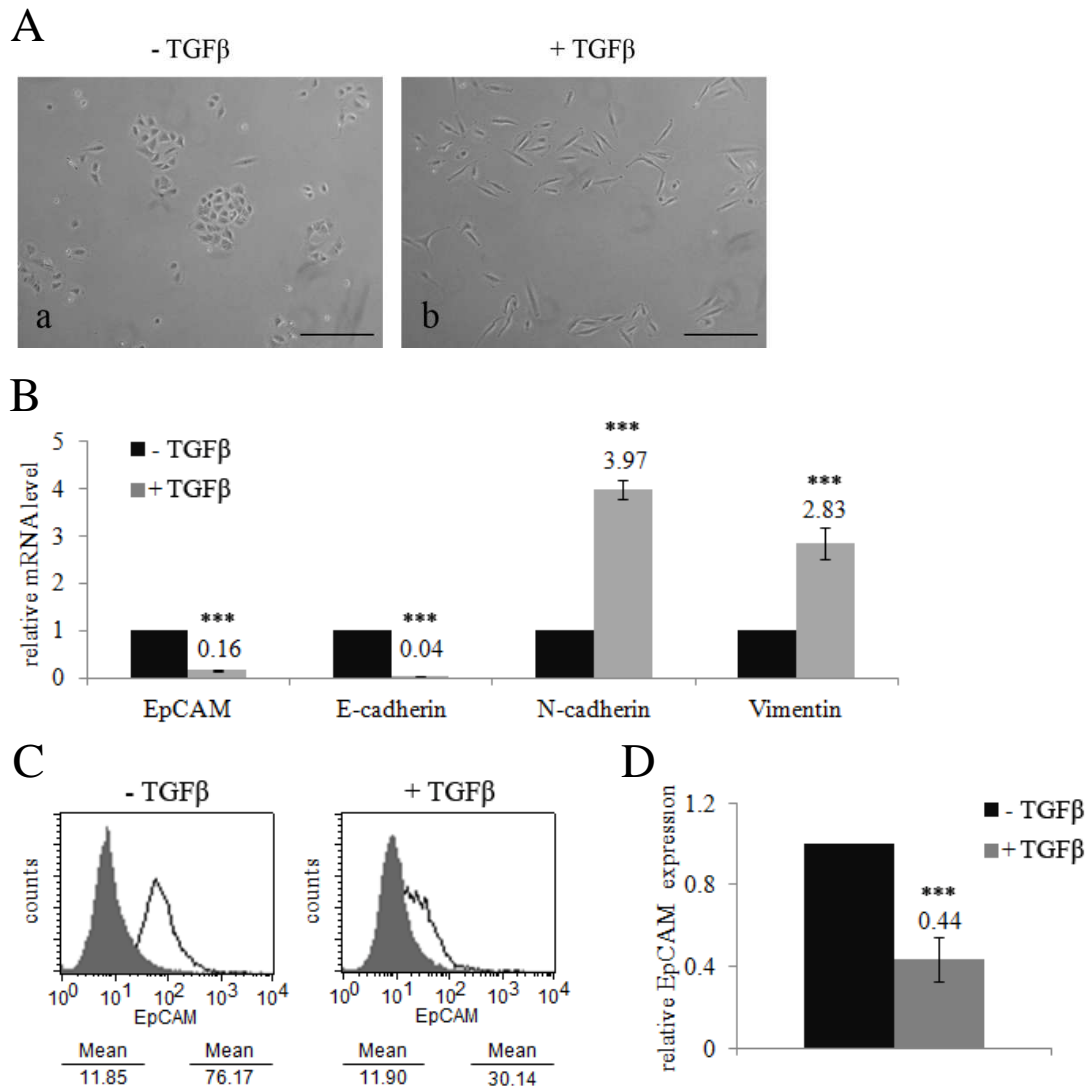 A
- TGFβ
+ TGFβ
a
b
B
relative mRNA level
- TGFβ
+ TGFβ
5
4
3
2
1
0
***
0.16
***
0.04
***
3.97
***
2.83
EpCAM
E-cadherin
N-cadherin
Vimentin
C
- TGFβ
+ TGFβ
counts
counts
10^0 10^1 10^2 10^3 10^4
10^0 10^1 10^2 10^3 10^4
EpCAM
EpCAM
Mean Mean
11.85 76.17
Mean Mean
11.90 30.14
D
relative EpCAM expression
1.2
0.8
0.4
0
- TGFβ
+ TGFβ
***
0.44